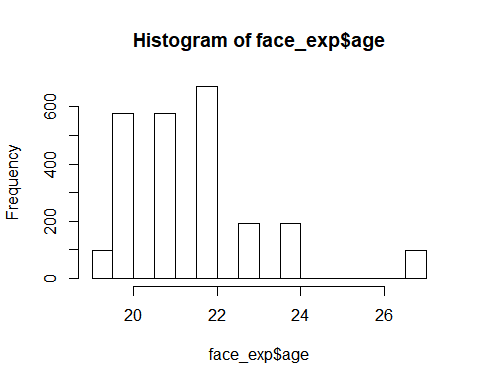 Histogram of face_exp$age
Frequency
600
400
200
0
20 22 24 26
face_exp$age